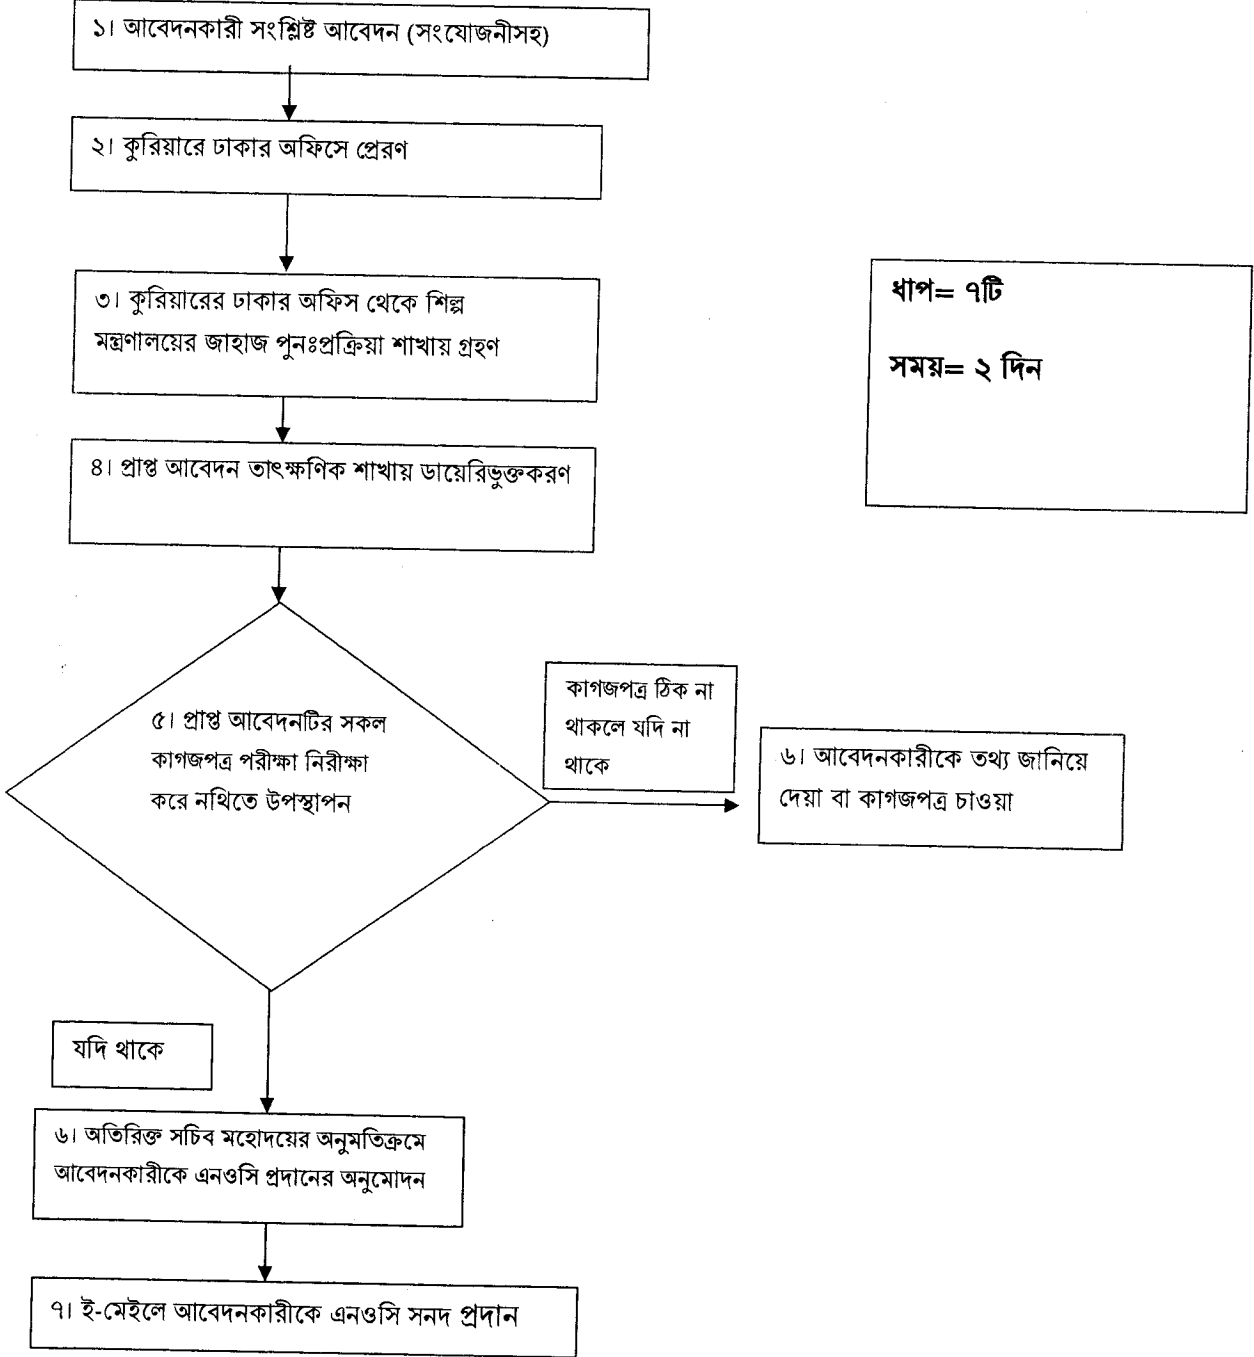 ১। আবেদনকারী সংশ্লিষ্ট আবেদন (সংযোজনীসহ)
২। কুরিয়ারে ঢাকার অফিসে প্রেরণ
৩। কুরিয়ারের ঢাকার অফিস থেকে শিল্প
মন্ত্রণালয়ের জাহাজ পুনঃপ্রক্রিয়া শাখায় গ্রহণ
ধাপ= ৭টি
সময়= ২ দিন
৪। প্রাপ্ত আবেদন তাৎক্ষণিক শাখায় ডায়েরিভুক্তকরণ
৫। প্রাপ্ত আবেদনটির সকল
কাগজপত্র পরীক্ষা নিরীক্ষা
করে নথিতে উপস্থাপন
কাগজপত্র ঠিক না
থাকলে যদি না
থাকে
৬। আবেদনকারীকে তথ্য জানিয়ে
দেয়া বা কাগজপত্র চাওয়া
যদি থাকে
৬। অতিরিক্ত সচিব মহোদয়ের অনুমতিক্রমে
আবেদনকারীকে এনওসি প্রদানের অনুমোদন
৭। ই-মেইলে আবেদনকারীকে এনওসি সনদ প্রদান